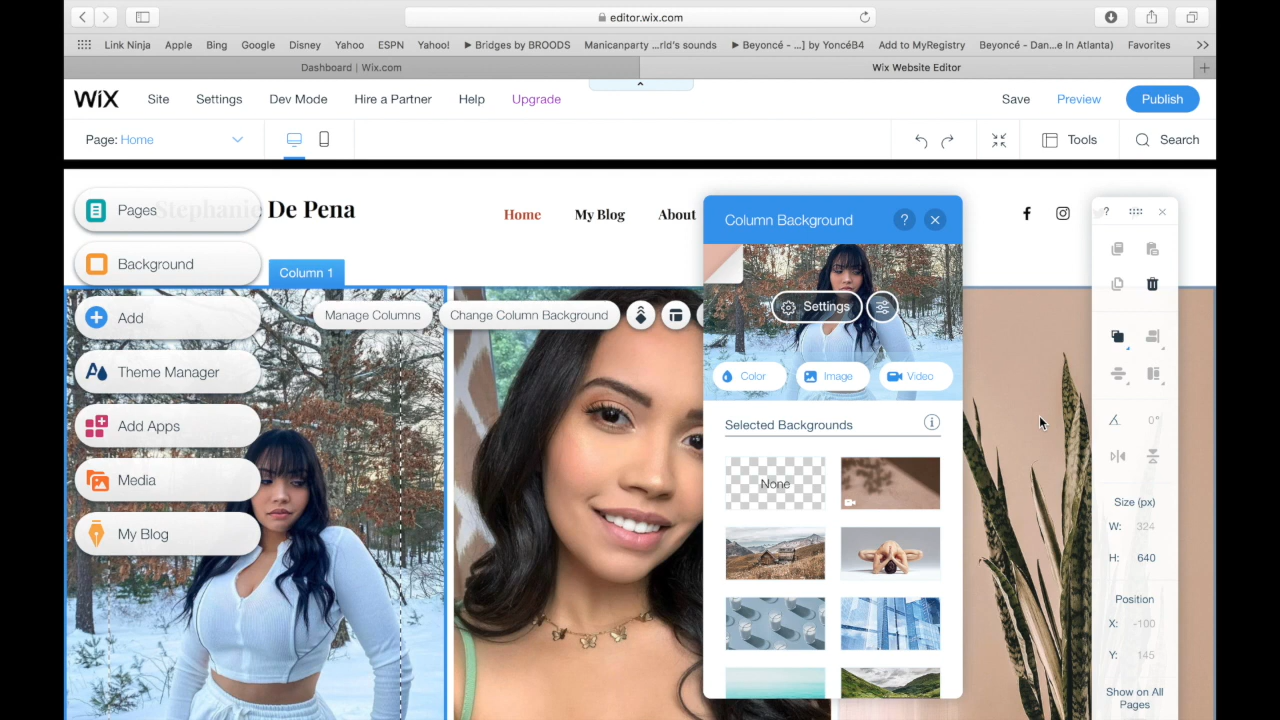 editor.wix.com
Link Ninja Apple Bing Google Disney Yahoo ESPN Yahoo! Bridges by BROODS Manicanparty ...rld's sounds Beyoncé - ...] by YoncéB4 Add to MyRegistry Beyoncé - Dan...e In Atlanta) Favorites
Dashboard | Wix.com Wix Website Editor
WiX Site Settings Dev Mode Hire a Partner Help Upgrade Save Preview Publish
Page: Home Tools Search
Pages Stephanie De Pena Home My Blog About
Column Background ?
?
Background
Column 1
Settings
Add Manage Columns Change Column Background
Theme Manager Color Image Video
Add Apps Selected Backgrounds
0°
Media None
Size (px)
W: 324
My Blog
H: 640
Position
X: -100
Y: 145
Show on All
Pages